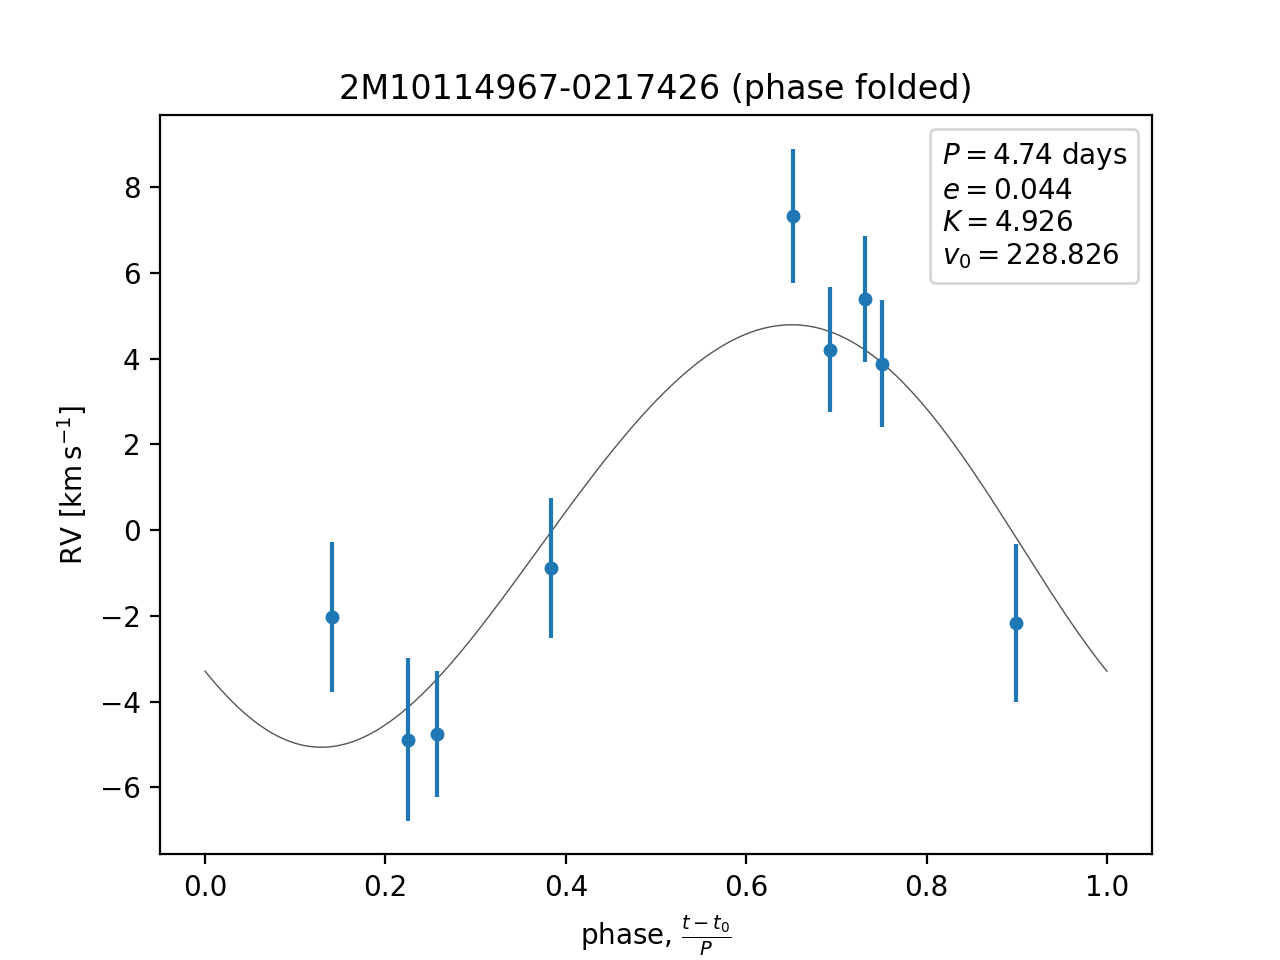 2M10114967-0217426 (phase folded)
P = 4.74 days
e = 0.044
K = 4.926
v₀ = 228.826
RV [km s⁻¹]
8
6
4
2
0
−2
−4
−6
0.0 0.2 0.4 0.6 0.8 1.0
phase, (t − t₀)/P